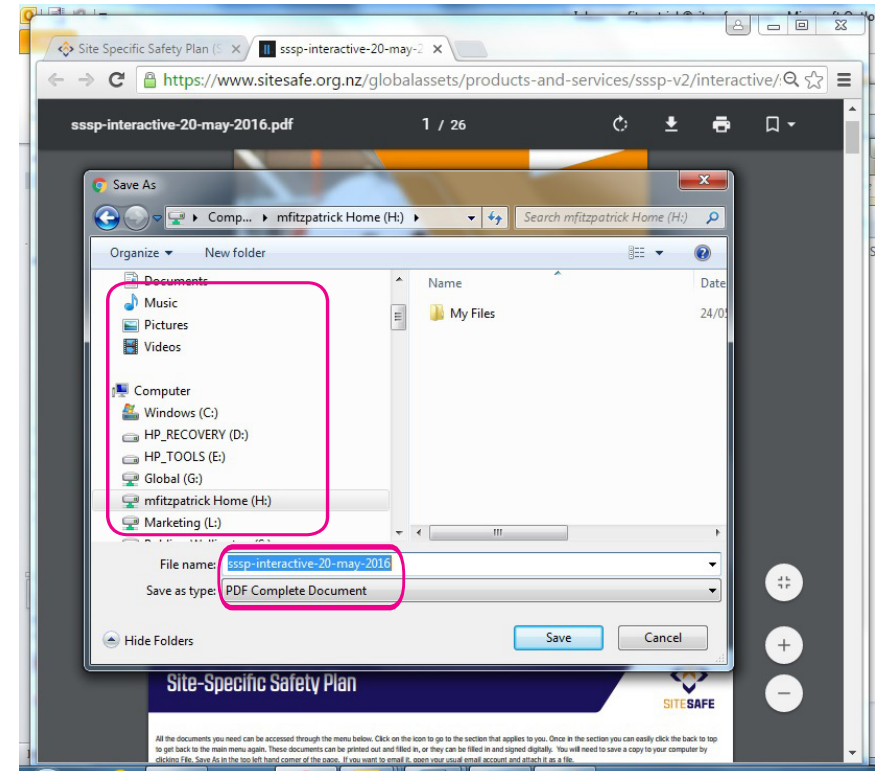 Site Specific Safety Plan (S
sssp-interactive-20-may-2
https://www.sitesafe.org.nz/globalassets/products-and-services/sssp-v2/interactive/
sssp-interactive-20-may-2016.pdf 1 / 26
Save As
Comp... mfitzpatrick Home (H:) Search mfitzpatrick Home (H:)
Organize New folder
Documents Name Date
Music
My Files 24/05
Pictures
Videos
Computer
Windows (C:)
HP_RECOVERY (D:)
HP_TOOLS (E:)
Global (G:)
mfitzpatrick Home (H:)
Marketing (L:)
File name: sssp-interactive-20-may-2016
Save as type: PDF Complete Document
Hide Folders Save Cancel
Site-Specific Safety Plan
SITESAFE
All the documents you need can be accessed through the menu below. Click on the icon to go to the section that applies to you. Once in the section you can easily click the back to top
to get back to the main menu again. These documents can be printed out and filled in, or they can be filled in and signed digitally. You will need to save a copy to your computer by
clicking File, Save As in the top left hand corner of the page. If you want to email it, open your usual email account and attach it as a file.